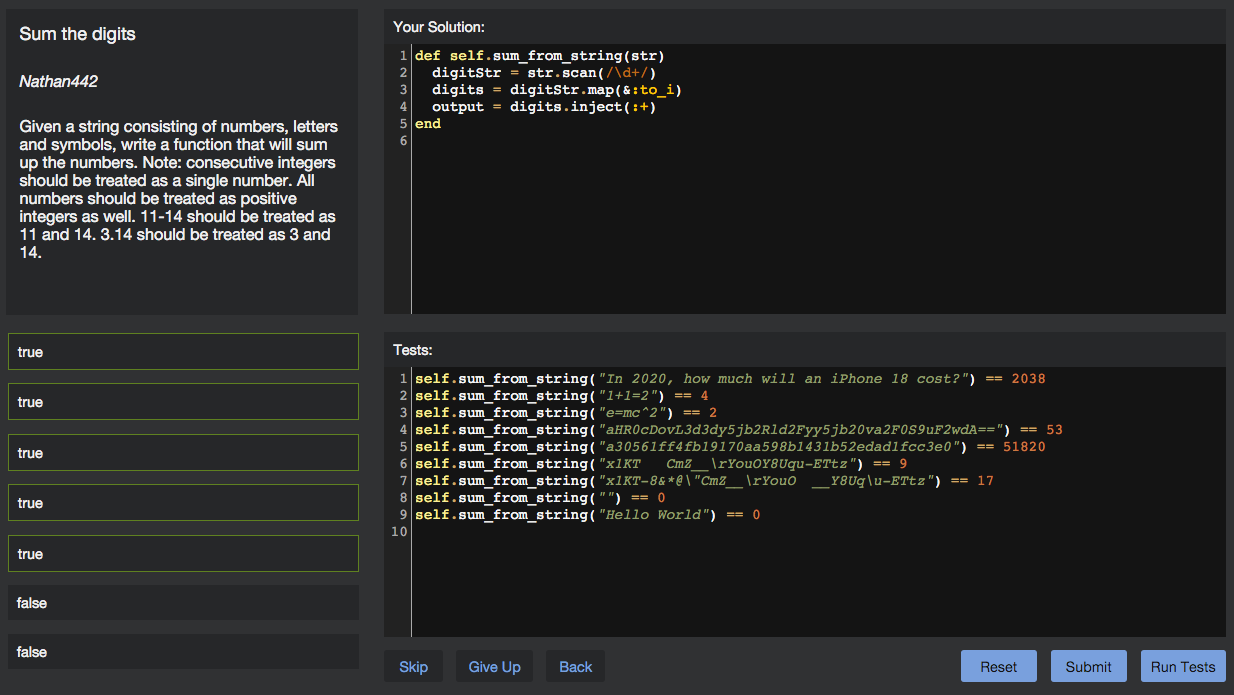 Sum the digits
Nathan442
Given a string consisting of numbers, letters
and symbols, write a function that will sum
up the numbers. Note: consecutive integers
should be treated as a single number. All
numbers should be treated as positive
integers as well. 11-14 should be treated as
11 and 14. 3.14 should be treated as 3 and
14.
true
true
true
true
true
false
false
Your Solution:
1 def self.sum_from_string(str)
2   digitStr = str.scan(/\d+/)
3   digits = digitStr.map(&:to_i)
4   output = digits.inject(:+)
5 end
6
Tests:
1 self.sum_from_string("In 2020, how much will an iPhone 18 cost?") == 2038
2 self.sum_from_string("1+1=2") == 4
3 self.sum_from_string("e=mc^2") == 2
4 self.sum_from_string("aHR0cDovL3d3dy5jb2Rld2Fyy5jb20va2F0S9uF2wdA==") == 53
5 self.sum_from_string("a30561ff4fb19170aa598b1431b52edad1fcc3e0") == 51820
6 self.sum_from_string("x1KT   CmZ__\rYouOY8Uqu-ETtz") == 9
7 self.sum_from_string("x1KT-8&*@\"CmZ__\rYouO  __Y8Uq\u-ETtz") == 17
8 self.sum_from_string("") == 0
9 self.sum_from_string("Hello World") == 0
10
Skip Give Up Back Reset Submit Run Tests